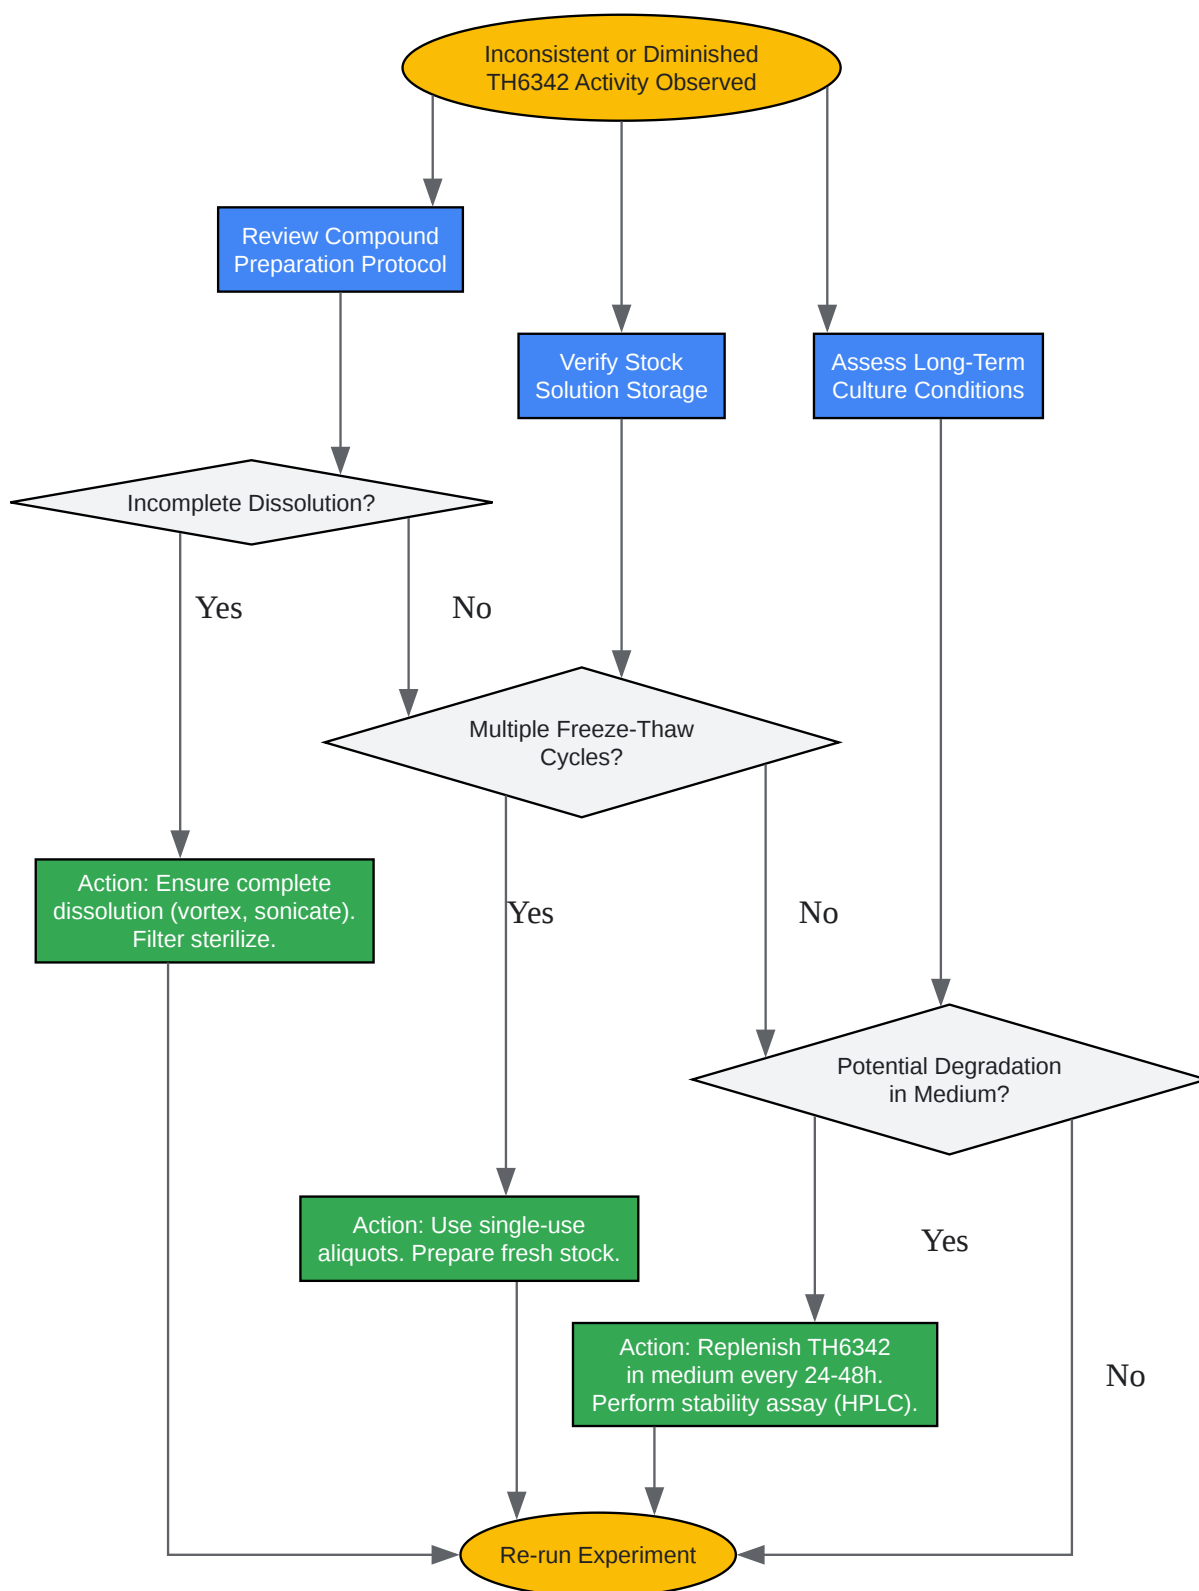 Inconsistent or Diminished
TH6342 Activity Observed
Review Compound
Preparation Protocol
Verify Stock
Solution Storage
Assess Long-Term
Culture Conditions
Incomplete Dissolution?
Yes
No
Multiple Freeze-Thaw
Cycles?
Action: Ensure complete
dissolution (vortex, sonicate).
Filter sterilize.
Yes
No
Potential Degradation
in Medium?
Action: Use single-use
aliquots. Prepare fresh stock.
Yes
Action: Replenish TH6342
in medium every 24-48h.
Perform stability assay (HPLC).
No
Re-run Experiment